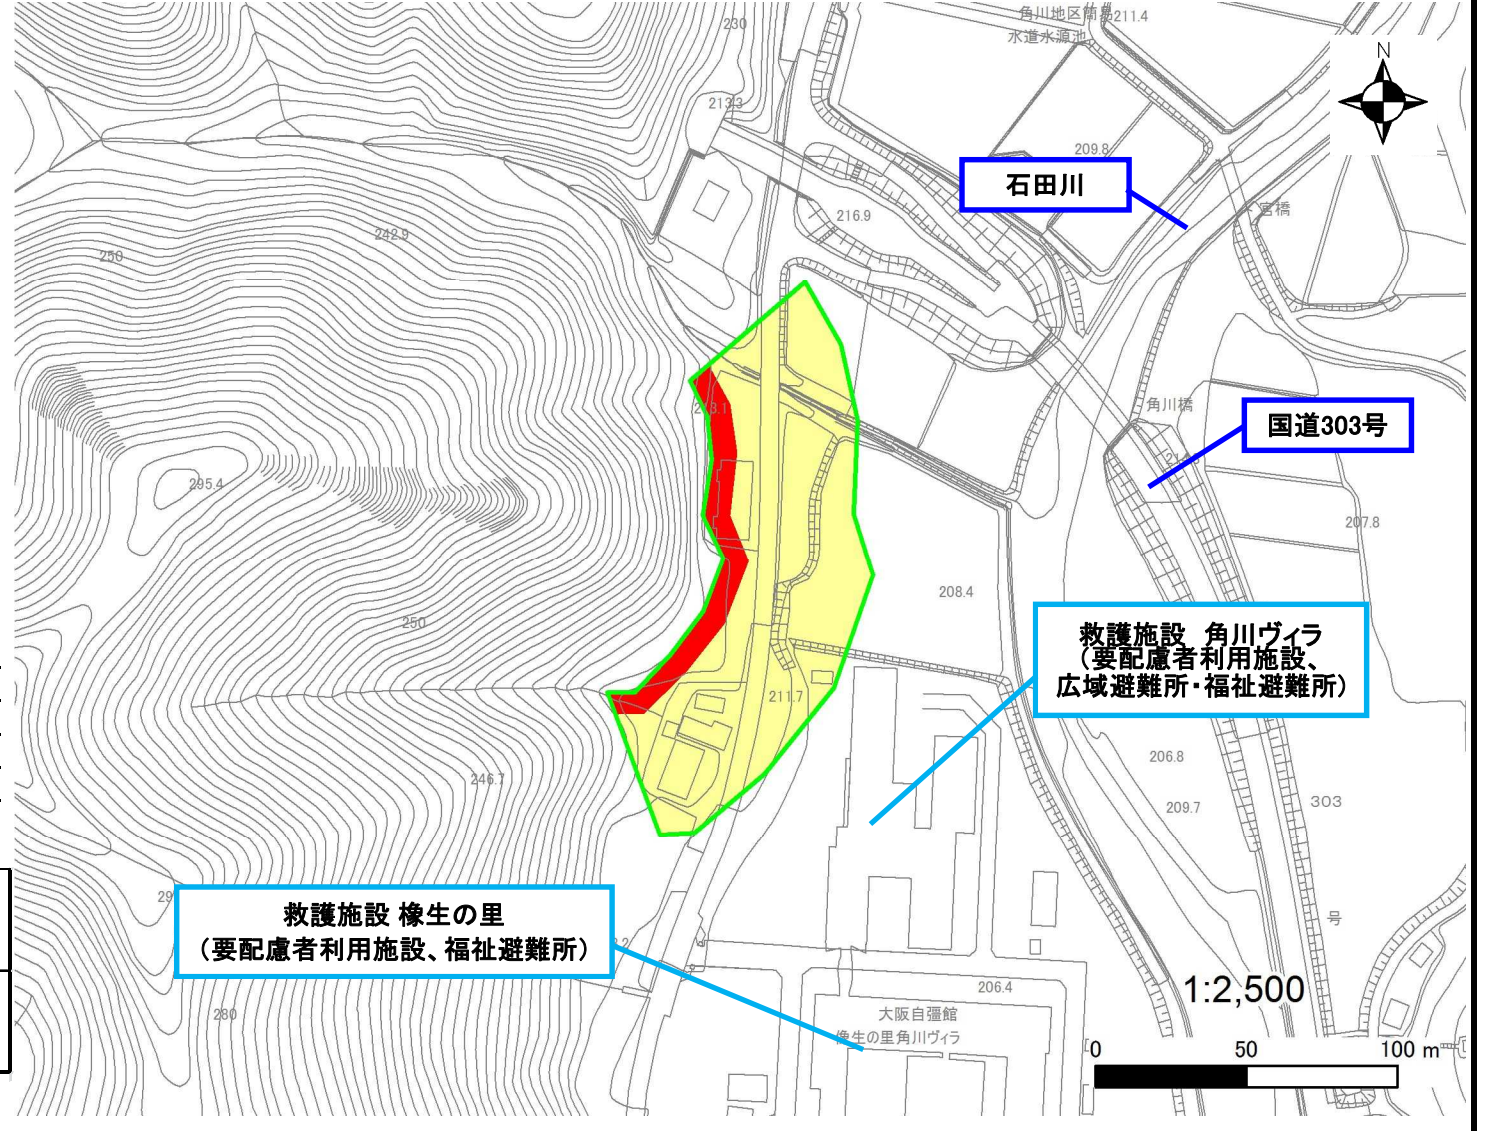 230
角川地区簡易
211.4
水道水源池
N
213.3
209.8
石田川
216.9
宮橋
242.9
250
角川橋
国道303号
295.4
207.8
208.4
250
救護施設 角川ヴィラ
（要配慮者利用施設、
広域避難所・福祉避難所）
211.7
206.8
246.7
209.7
303
号
救護施設 橡生の里
（要配慮者利用施設、福祉避難所）
206.4
1:2,500
280
大阪自彊館
橡生の里角川ヴィラ
0 50 100 m